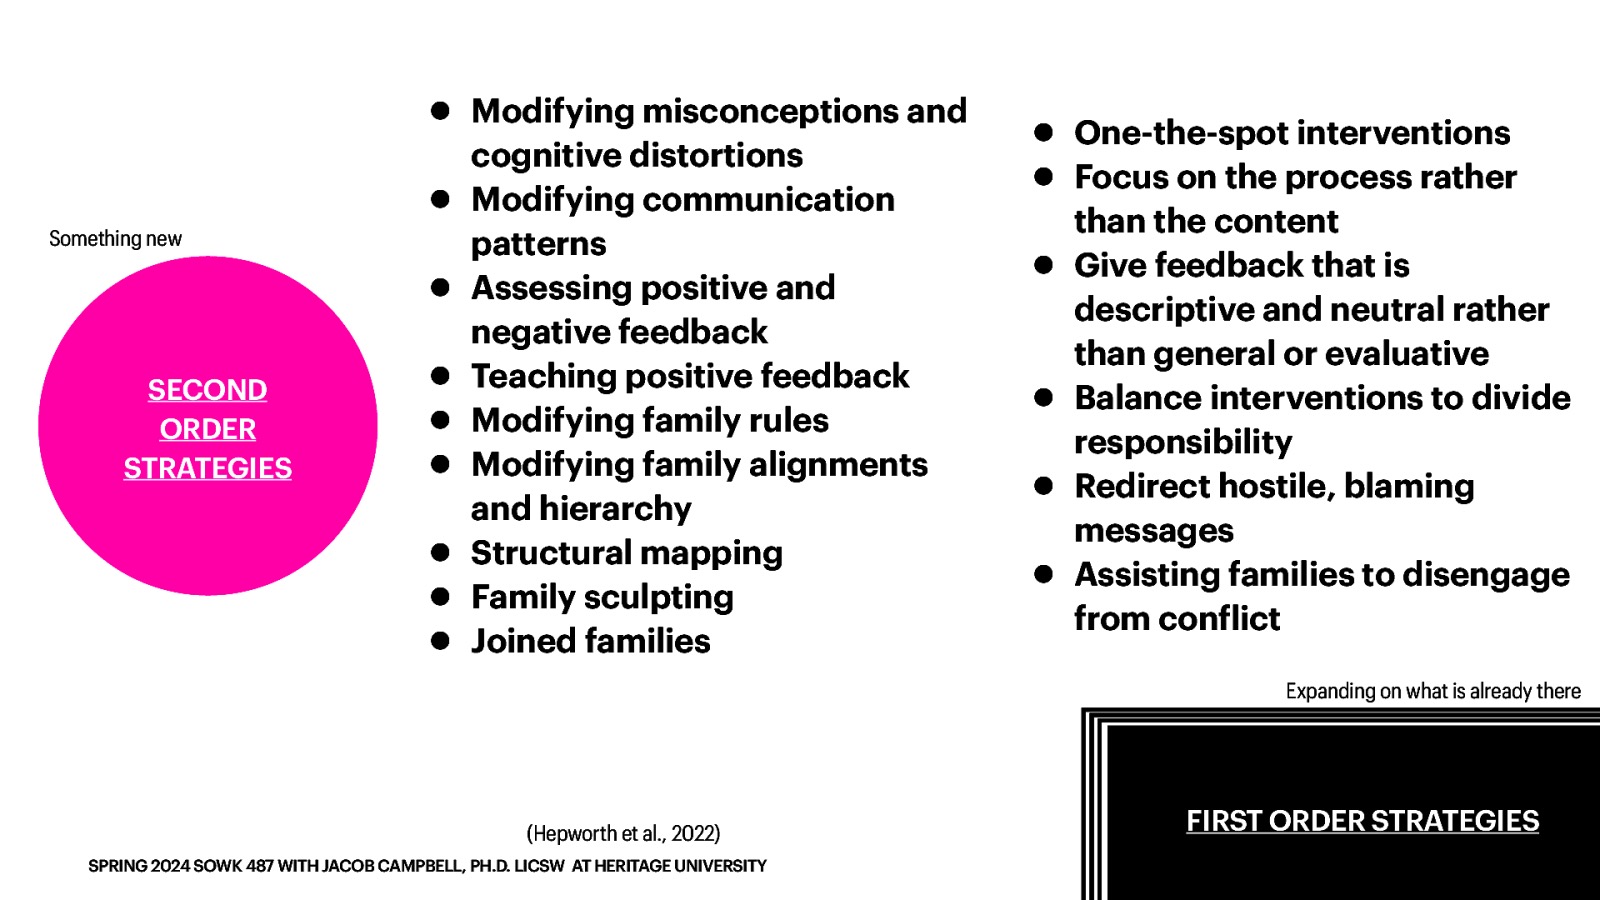 Something new
SECOND
ORDER
STRATEGIES
● Modifying misconceptions and
cognitive distortions
● Modifying communication
patterns
● Assessing positive and
negative feedback
● Teaching positive feedback
● Modifying family rules
● Modifying family alignments
and hierarchy
● Structural mapping
● Family sculpting
● Joined families
● One-the-spot interventions
● Focus on the process rather
than the content
● Give feedback that is
descriptive and neutral rather
than general or evaluative
● Balance interventions to divide
responsibility
● Redirect hostile, blaming
messages
● Assisting families to disengage
from conflict
Expanding on what is already there
FIRST ORDER STRATEGIES
(Hepworth et al., 2022)
SPRING 2024 SOWK 487 WITH JACOB CAMPBELL, PH.D. LICSW AT HERITAGE UNIVERSITY